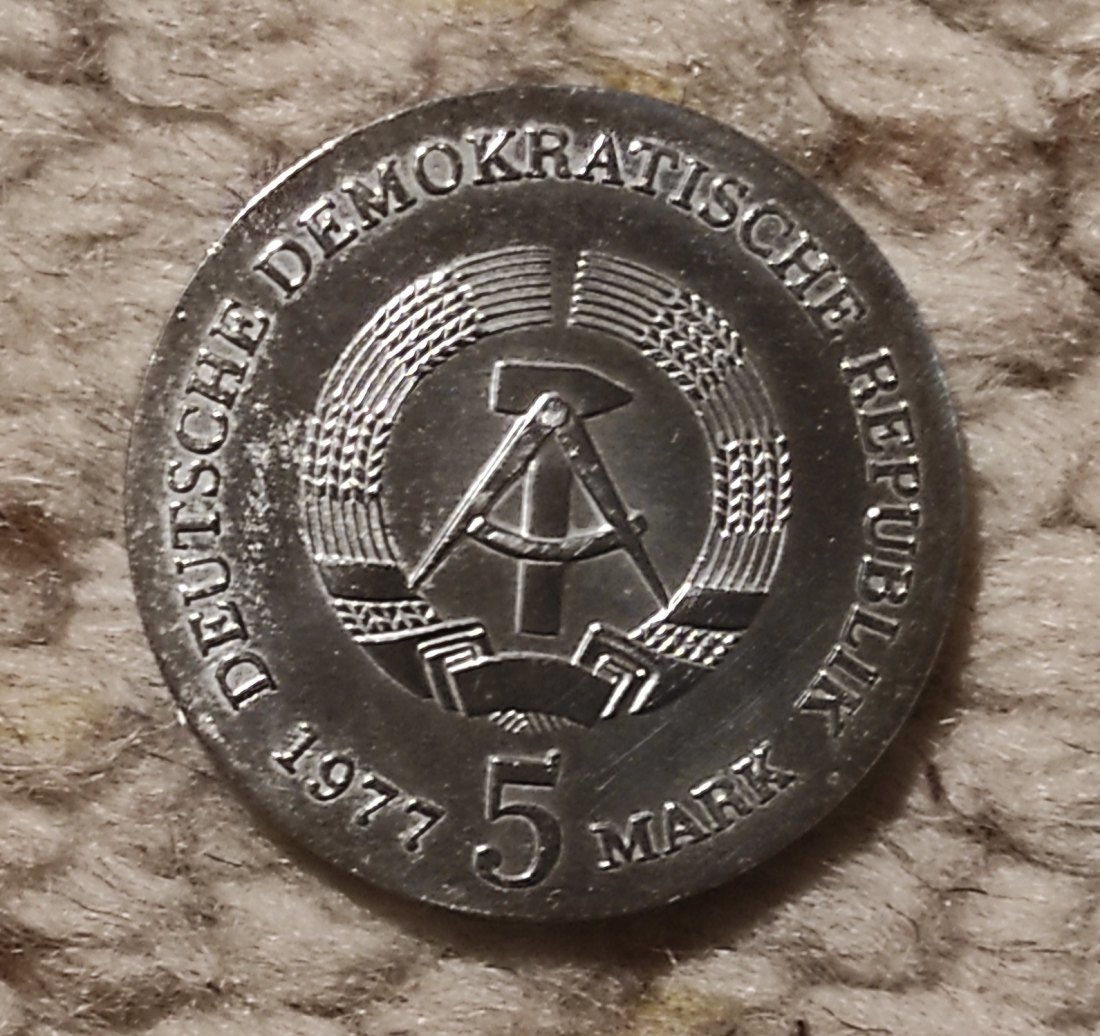 DEUTSCHE DEMOKRATISCHE REPUBLIK
1977 5 MARK